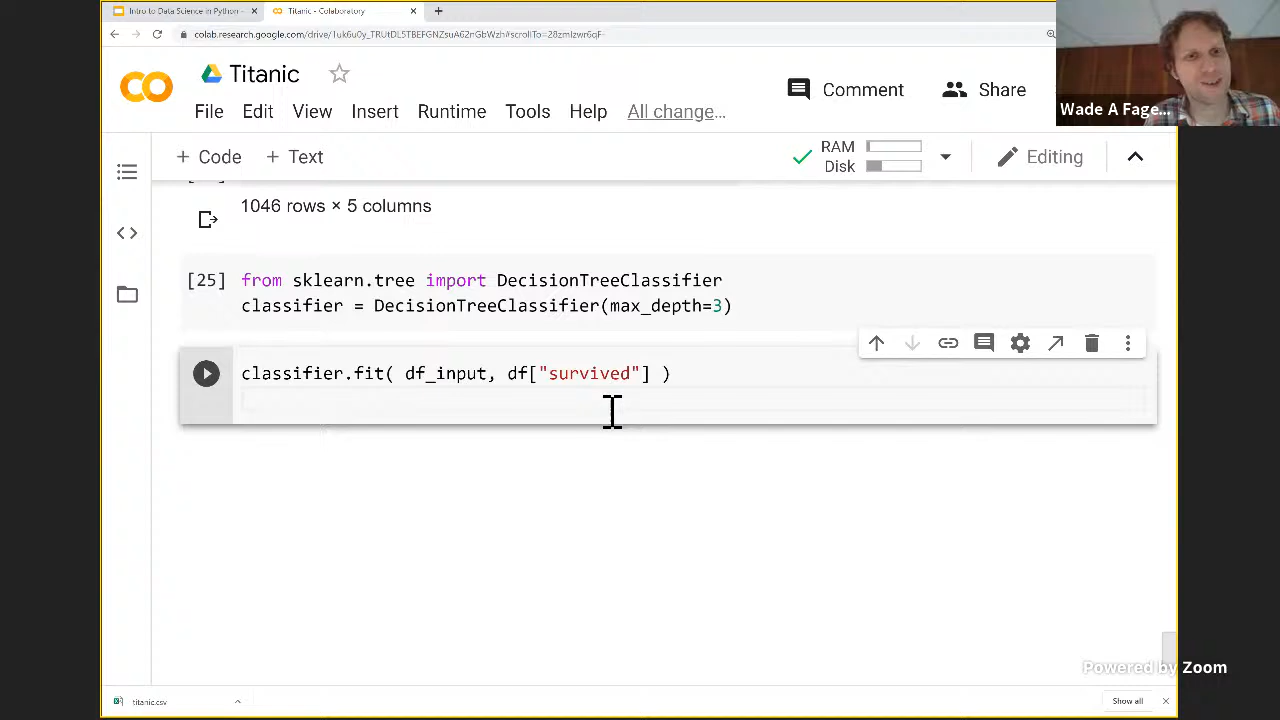 Intro to Data Science in Python -
Titanic - Colaboratory
Titanic
File Edit View Insert Runtime Tools Help All change...
Comment
Share
Wade A Fage...
+ Code + Text
RAM
Disk
Editing
1046 rows × 5 columns
[25] from sklearn.tree import DecisionTreeClassifier
classifier = DecisionTreeClassifier(max_depth=3)
classifier.fit( df_input, df["survived"] )
Powered by Zoom
titanic.csv
Show all